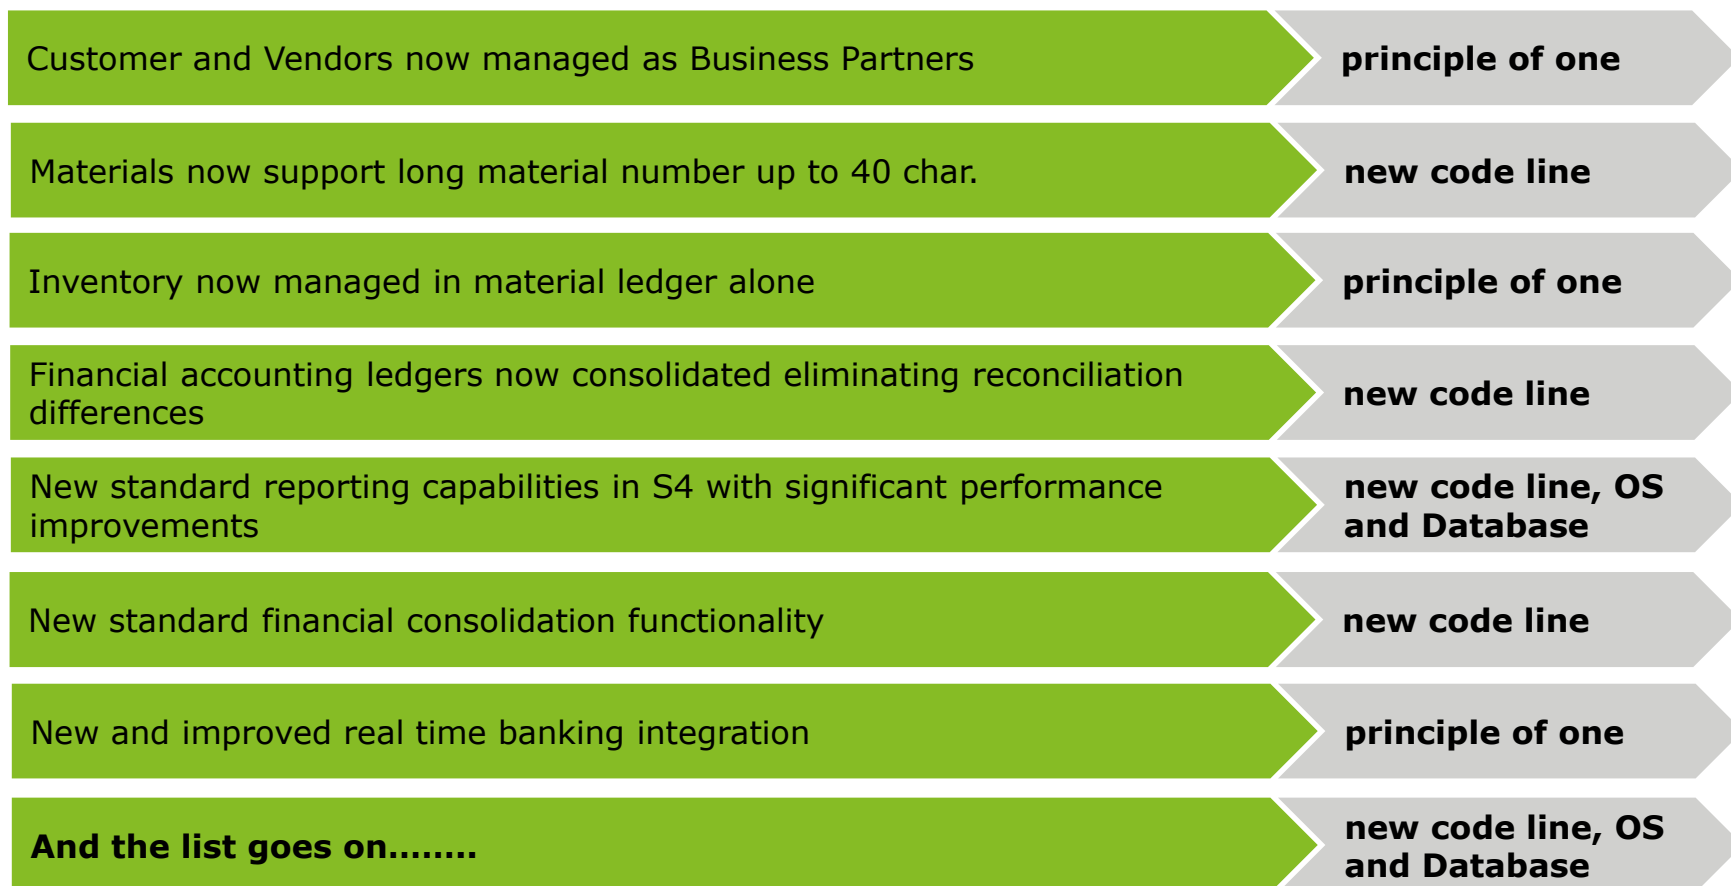 Customer and Vendors now managed as Business Partners
principle of one
Materials now support long material number up to 40 char.
new code line
Inventory now managed in material ledger alone
principle of one
Financial accounting ledgers now consolidated eliminating reconciliation
differences
new code line
New standard reporting capabilities in S4 with significant performance
improvements
new code line, OS
and Database
New standard financial consolidation functionality
new code line
New and improved real time banking integration
principle of one
And the list goes on........
new code line, OS
and Database